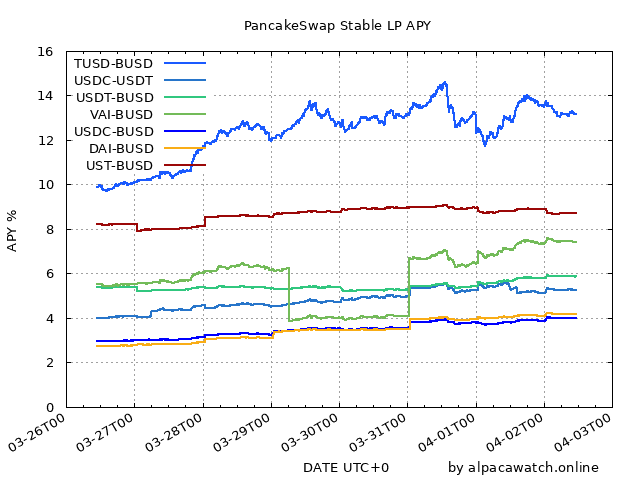 PancakeSwap Stable LP APY
APY %
16
14
12
10
8
6
4
2
0
TUSD-BUSD
USDC-USDT
USDT-BUSD
VAI-BUSD
USDC-BUSD
DAI-BUSD
UST-BUSD
03-26T00
03-27T00
03-28T00
03-29T00
03-30T00
03-31T00
04-01T00
04-02T00
04-03T00
DATE UTC+0
by alpacawatch.online